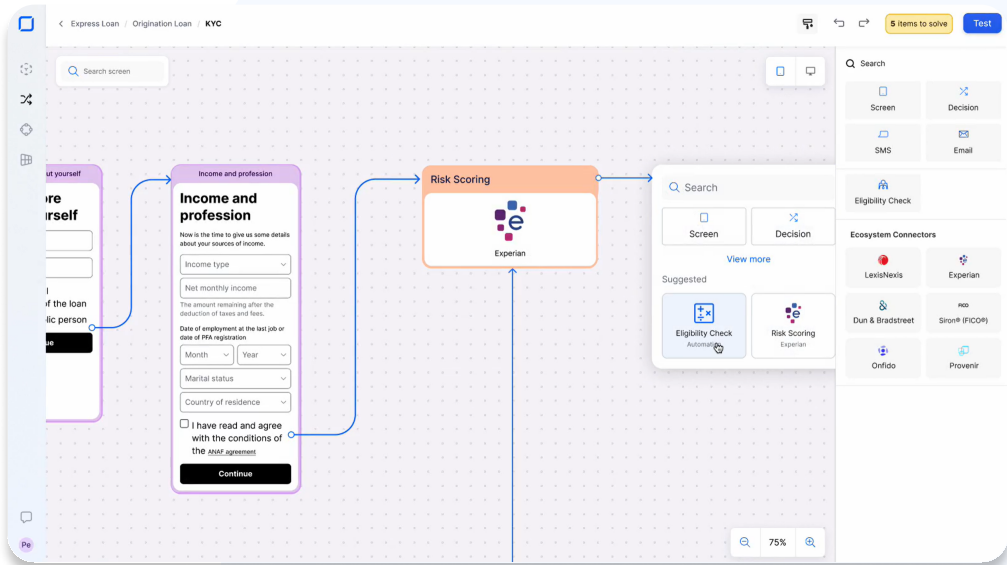 Express Loan / Origination Loan / KYC
5 items to solve
Test
Search screen
ut yourself
ore
urself
l
of the loan
lic person
ue
Income and profession
Income and
profession
Now is the time to give us some details
about your sources of income.
Income type
Net monthly income
The amount remaining after the
deduction of taxes and fees.
Date of employment at the last job or
date of PFA registration
Month
Year
Marital status
Country of residence
I have read and agree
with the conditions of
the ANAF agreement
Continue
Risk Scoring
Experian
Search
Screen
Decision
View more
Suggested
Eligibility Check
Risk Scoring
Experian
Search
Screen
Decision
SMS
Email
Eligibility Check
Ecosystem Connectors
LexisNexis
Experian
Dun & Bradstreet
FICO
Siron® (FICO®)
Onfido
Provenir
75%
Pe